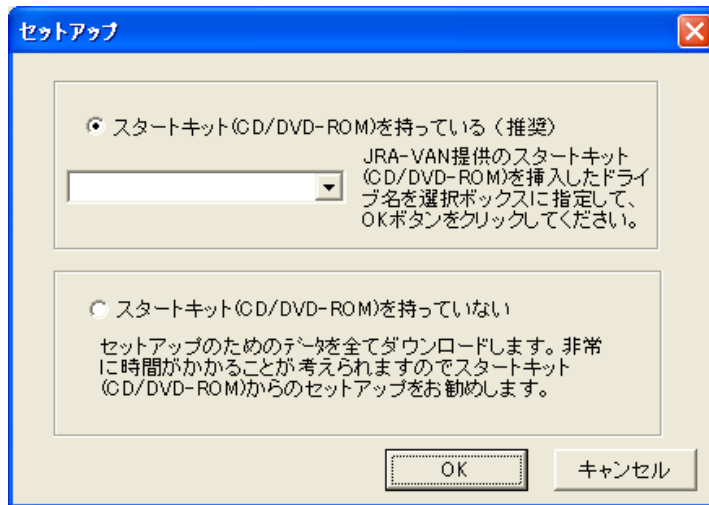 セットアップ
スタートキット(CD/DVD-ROM)を持っている（推奨）
JRA-VAN提供のスタートキット
(CD/DVD-ROM)を挿入したドライ
ブ名を選択ボックスに指定して、
OKボタンをクリックしてください。
スタートキット(CD/DVD-ROM)を持っていない
セットアップのためのﾃﾞｰﾀを全てダウンロードします。非常
に時間がかかることが考えられますのでスタートキット
(CD/DVD-ROM)からのセットアップをお勧めします。
OK
キャンセル